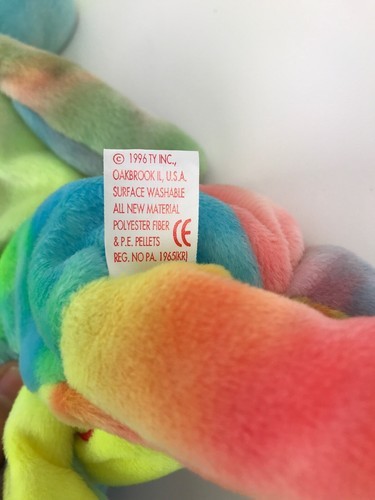 © 1996 TY INC.,
OAKBROOK IL, U.S.A.
SURFACE WASHABLE
ALL NEW MATERIAL
POLYESTER FIBER
& P.E. PELLETS CE
REG. NO PA. 1965(KR)